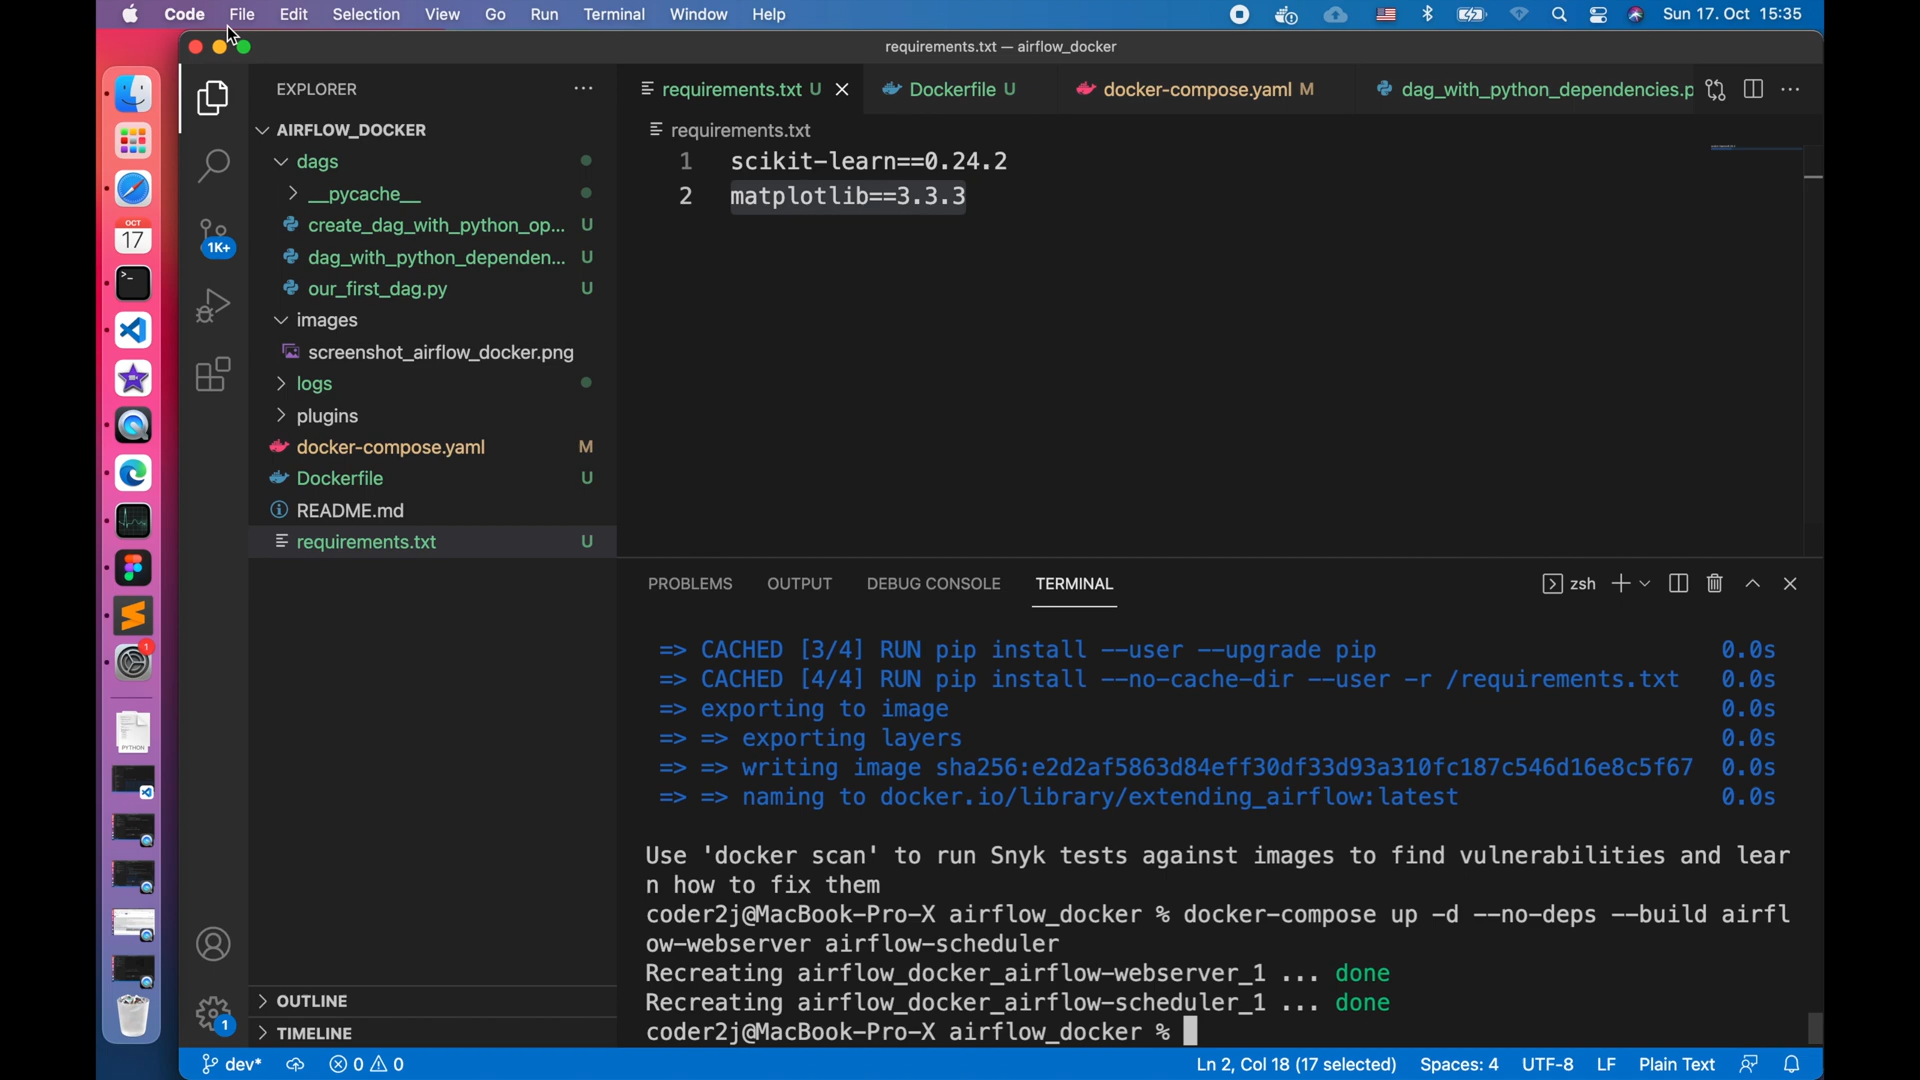 Code File Edit Selection View Go Run Terminal Window Help Sun 17. Oct 15:35
requirements.txt — airflow_docker
EXPLORER
AIRFLOW_DOCKER
dags
__pycache__
create_dag_with_python_op... U
dag_with_python_dependen... U
our_first_dag.py U
images
screenshot_airflow_docker.png
logs
plugins
docker-compose.yaml M
Dockerfile U
README.md
requirements.txt U
OUTLINE
TIMELINE
requirements.txt U Dockerfile U docker-compose.yaml M dag_with_python_dependencies.p
requirements.txt
1 scikit-learn==0.24.2
2 matplotlib==3.3.3
PROBLEMS OUTPUT DEBUG CONSOLE TERMINAL zsh
=> CACHED [3/4] RUN pip install --user --upgrade pip 0.0s
=> CACHED [4/4] RUN pip install --no-cache-dir --user -r /requirements.txt 0.0s
=> exporting to image 0.0s
=> => exporting layers 0.0s
=> => writing image sha256:e2d2af5863d84eff30df33d93a310fc187c546d16e8c5f67 0.0s
=> => naming to docker.io/library/extending_airflow:latest 0.0s
Use 'docker scan' to run Snyk tests against images to find vulnerabilities and lear
n how to fix them
coder2j@MacBook-Pro-X airflow_docker % docker-compose up -d --no-deps --build airfl
ow-webserver airflow-scheduler
Recreating airflow_docker_airflow-webserver_1 ... done
Recreating airflow_docker_airflow-scheduler_1 ... done
coder2j@MacBook-Pro-X airflow_docker %
OCT
17
1K+
1
PYTHON
1
dev* 0 0 Ln 2, Col 18 (17 selected) Spaces: 4 UTF-8 LF Plain Text